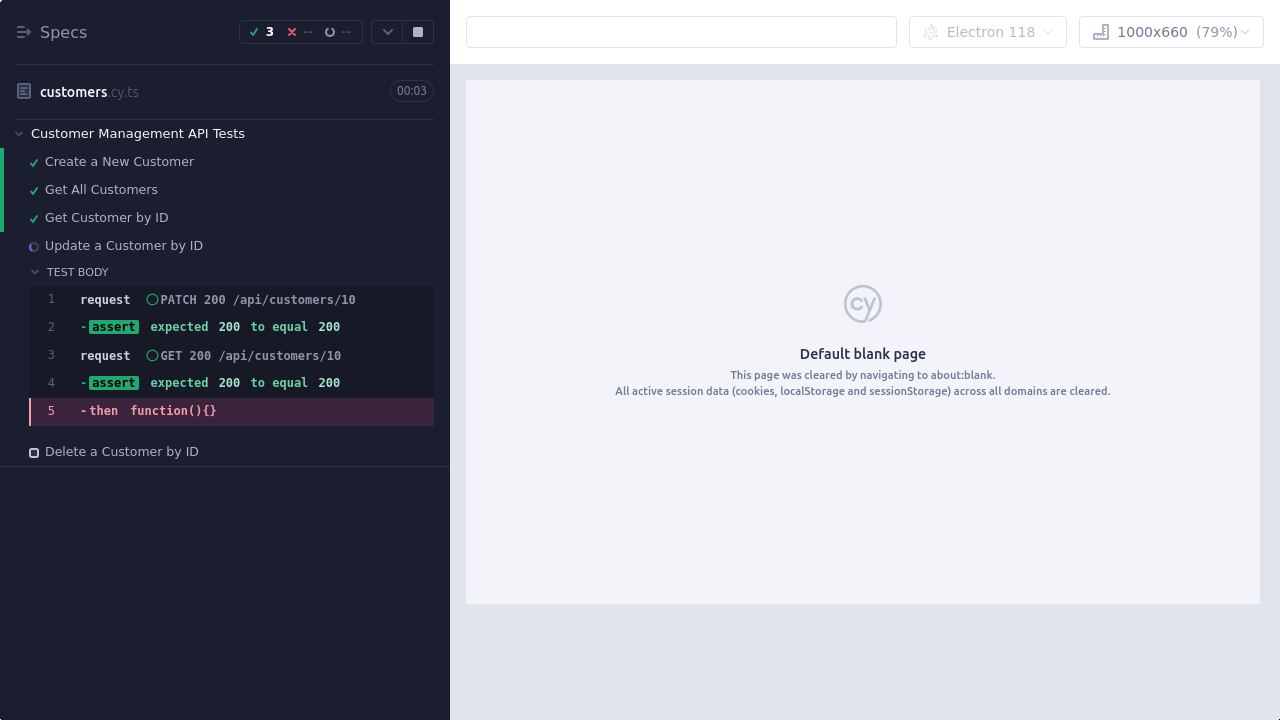 Specs
3
--
--
Electron 118
1000x660 (79%)
customers.cy.ts
00:03
Customer Management API Tests
Create a New Customer
Get All Customers
Get Customer by ID
Update a Customer by ID
TEST BODY
1 request PATCH 200 /api/customers/10
2 -assert expected 200 to equal 200
3 request GET 200 /api/customers/10
4 -assert expected 200 to equal 200
5 -then function(){}
Delete a Customer by ID
cy
Default blank page
This page was cleared by navigating to about:blank.
All active session data (cookies, localStorage and sessionStorage) across all domains are cleared.